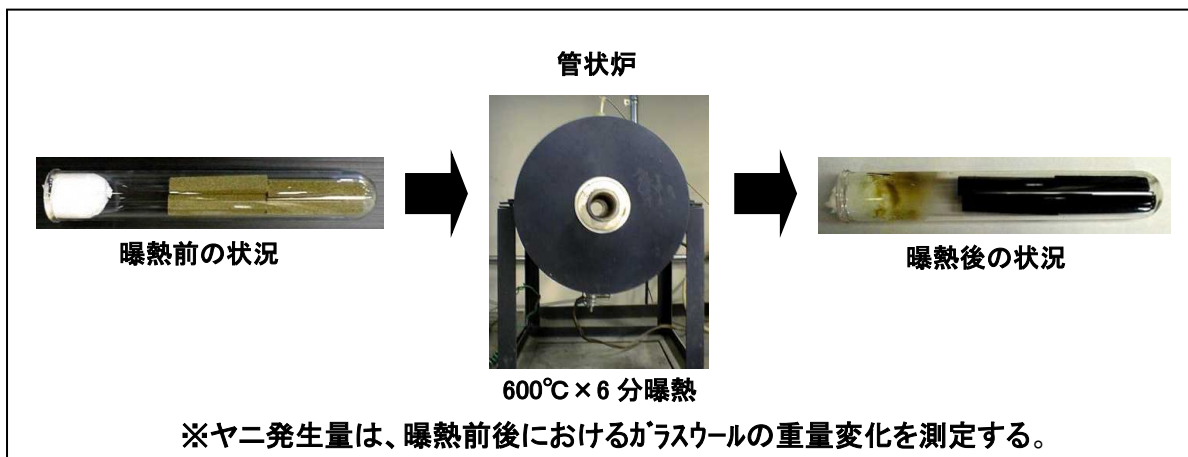 管状炉
曝熱前の状況
曝熱後の状況
600℃×6 分曝熱
※ヤニ発生量は、曝熱前後におけるｶﾞﾗｽｳｰﾙの重量変化を測定する。